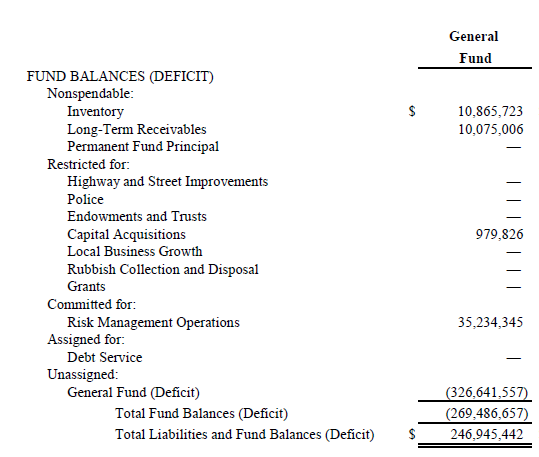 General
Fund
FUND BALANCES (DEFICIT)
Nonspendable:
Inventory $ 10,865,723
Long-Term Receivables 10,075,006
Permanent Fund Principal —
Restricted for:
Highway and Street Improvements —
Police —
Endowments and Trusts —
Capital Acquisitions 979,826
Local Business Growth —
Rubbish Collection and Disposal —
Grants —
Committed for:
Risk Management Operations 35,234,345
Assigned for:
Debt Service —
Unassigned:
General Fund (Deficit) (326,641,557)
Total Fund Balances (Deficit) (269,486,657)
Total Liabilities and Fund Balances (Deficit) $ 246,945,442